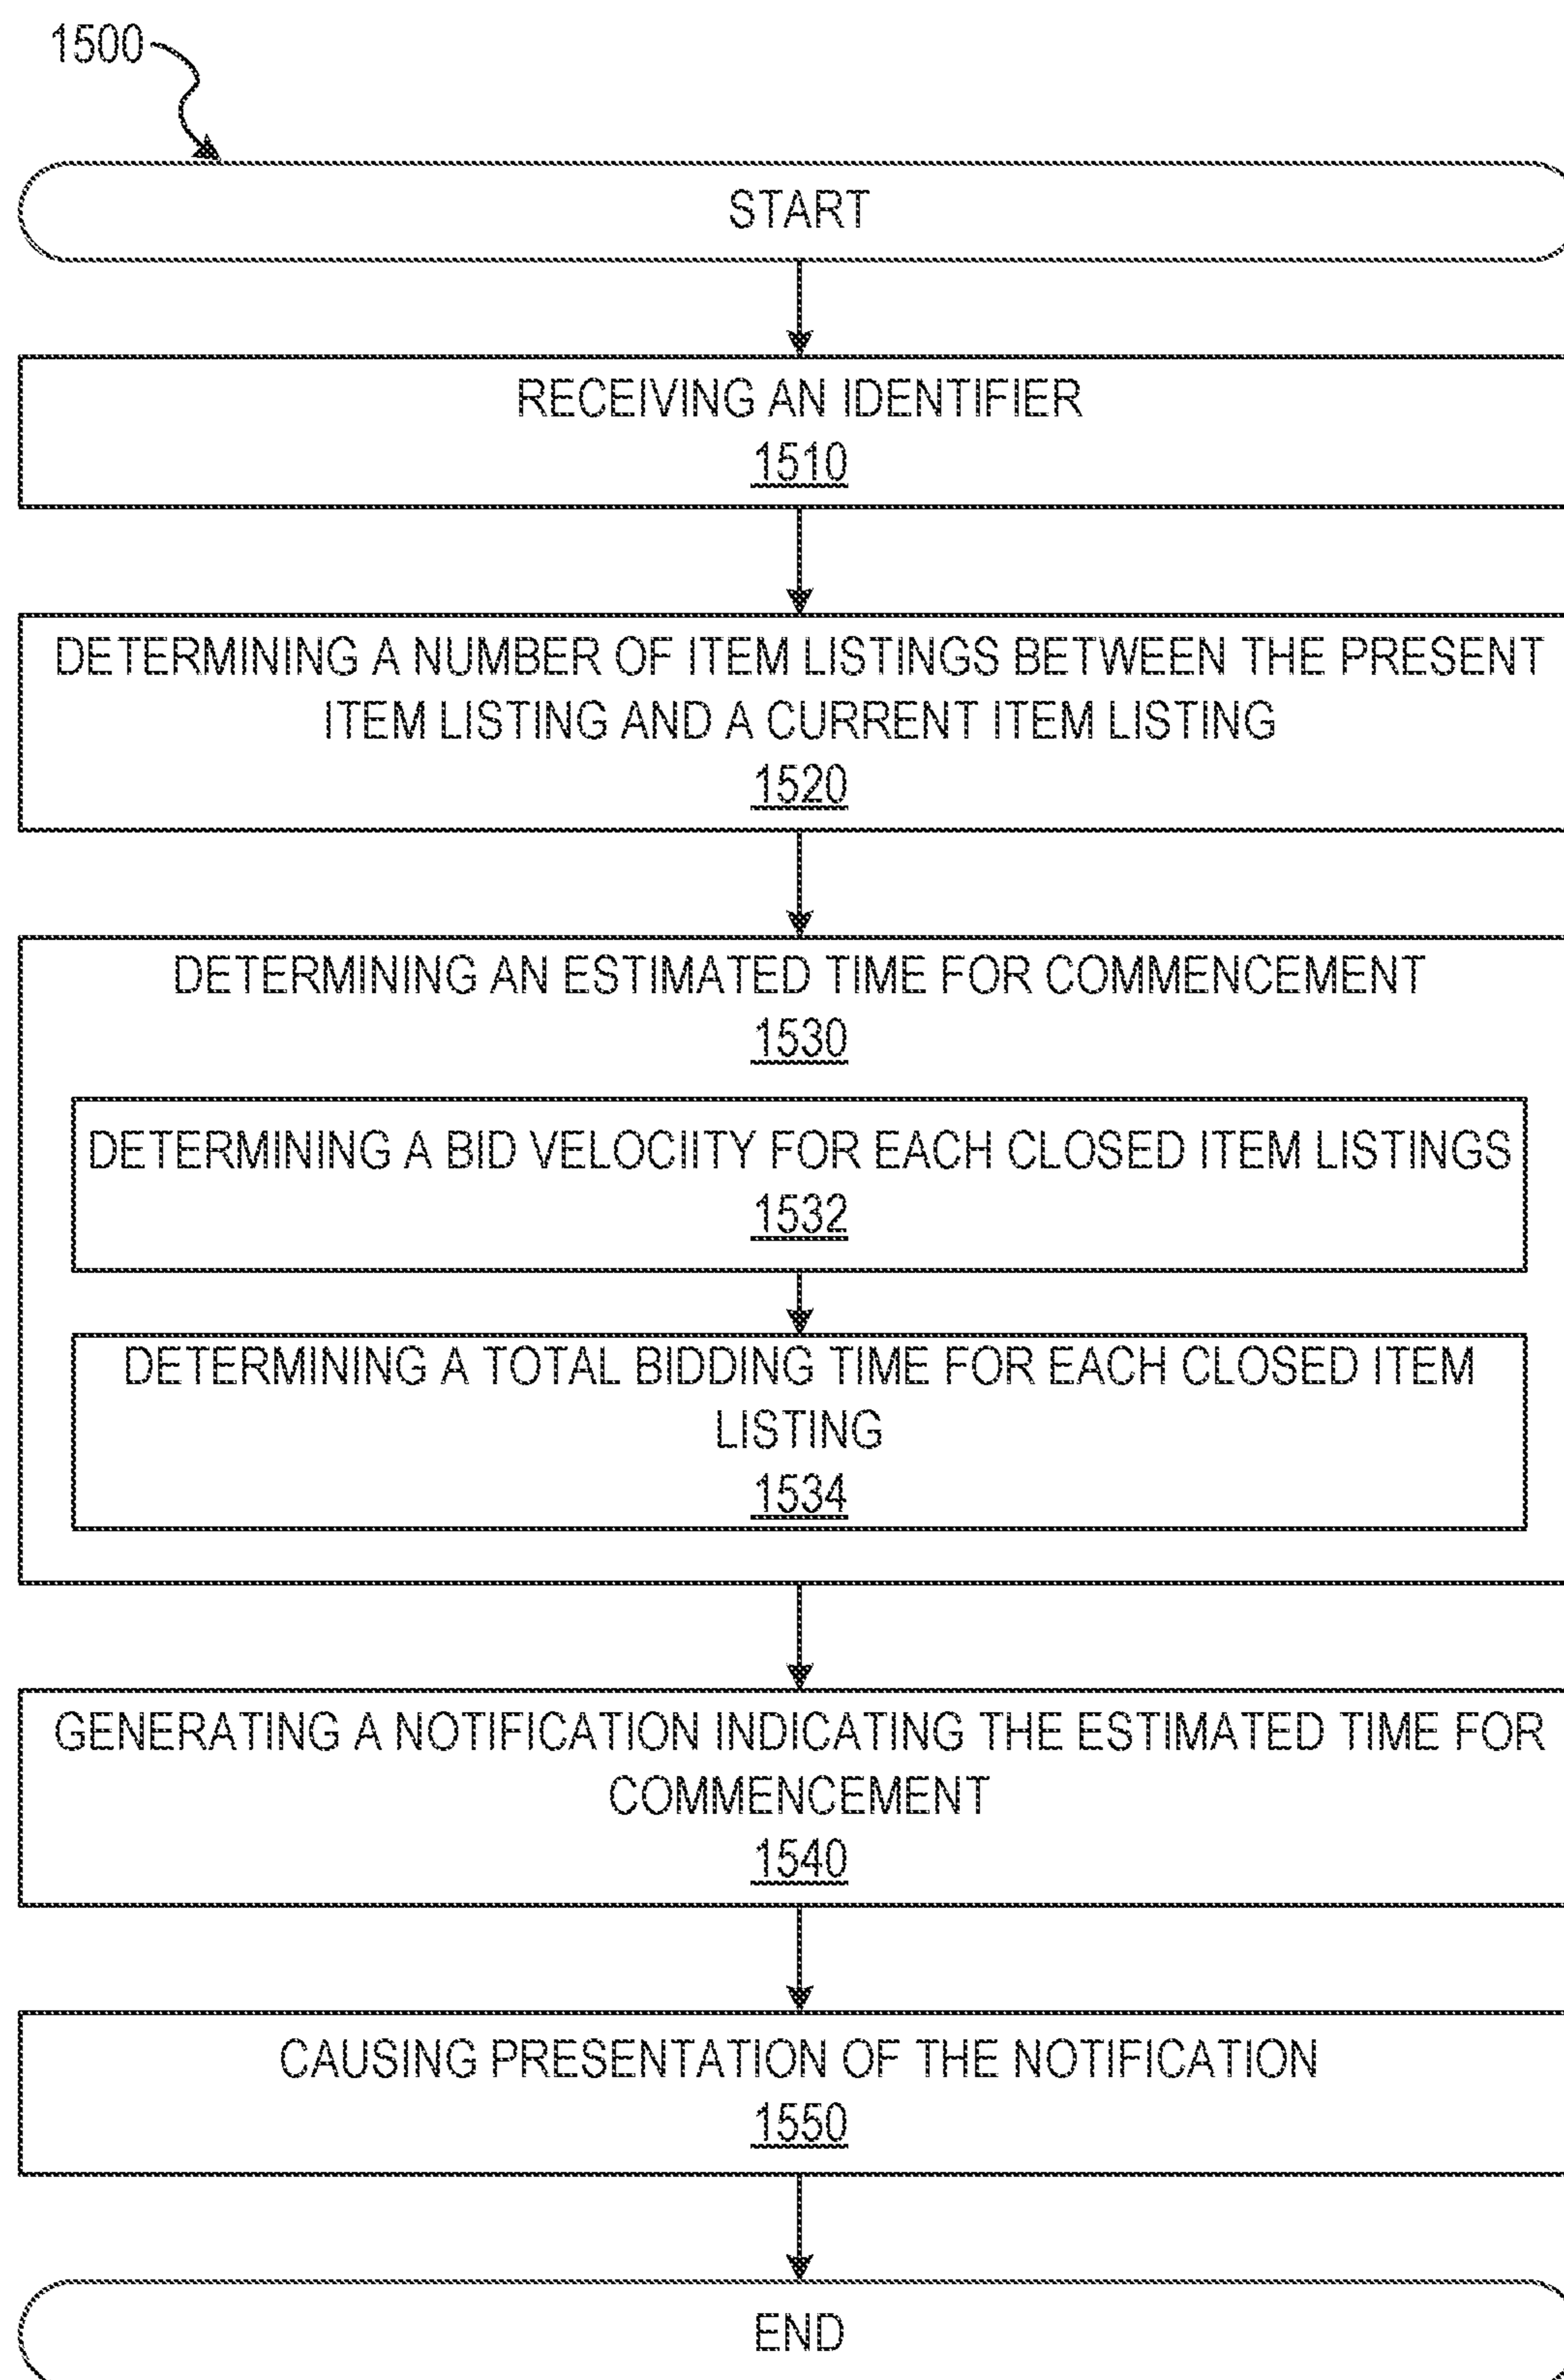 1500
START
RECEIVING AN IDENTIFIER
1510
DETERMINING A NUMBER OF ITEM LISTINGS BETWEEN THE PRESENT
ITEM LISTING AND A CURRENT ITEM LISTING
1520
DETERMINING AN ESTIMATED TIME FOR COMMENCEMENT
1530
DETERMINING A BID VELOCIITY FOR EACH CLOSED ITEM LISTINGS
1532
DETERMINING A TOTAL BIDDING TIME FOR EACH CLOSED ITEM
LISTING
1534
GENERATING A NOTIFICATION INDICATING THE ESTIMATED TIME FOR
COMMENCEMENT
1540
CAUSING PRESENTATION OF THE NOTIFICATION
1550
END